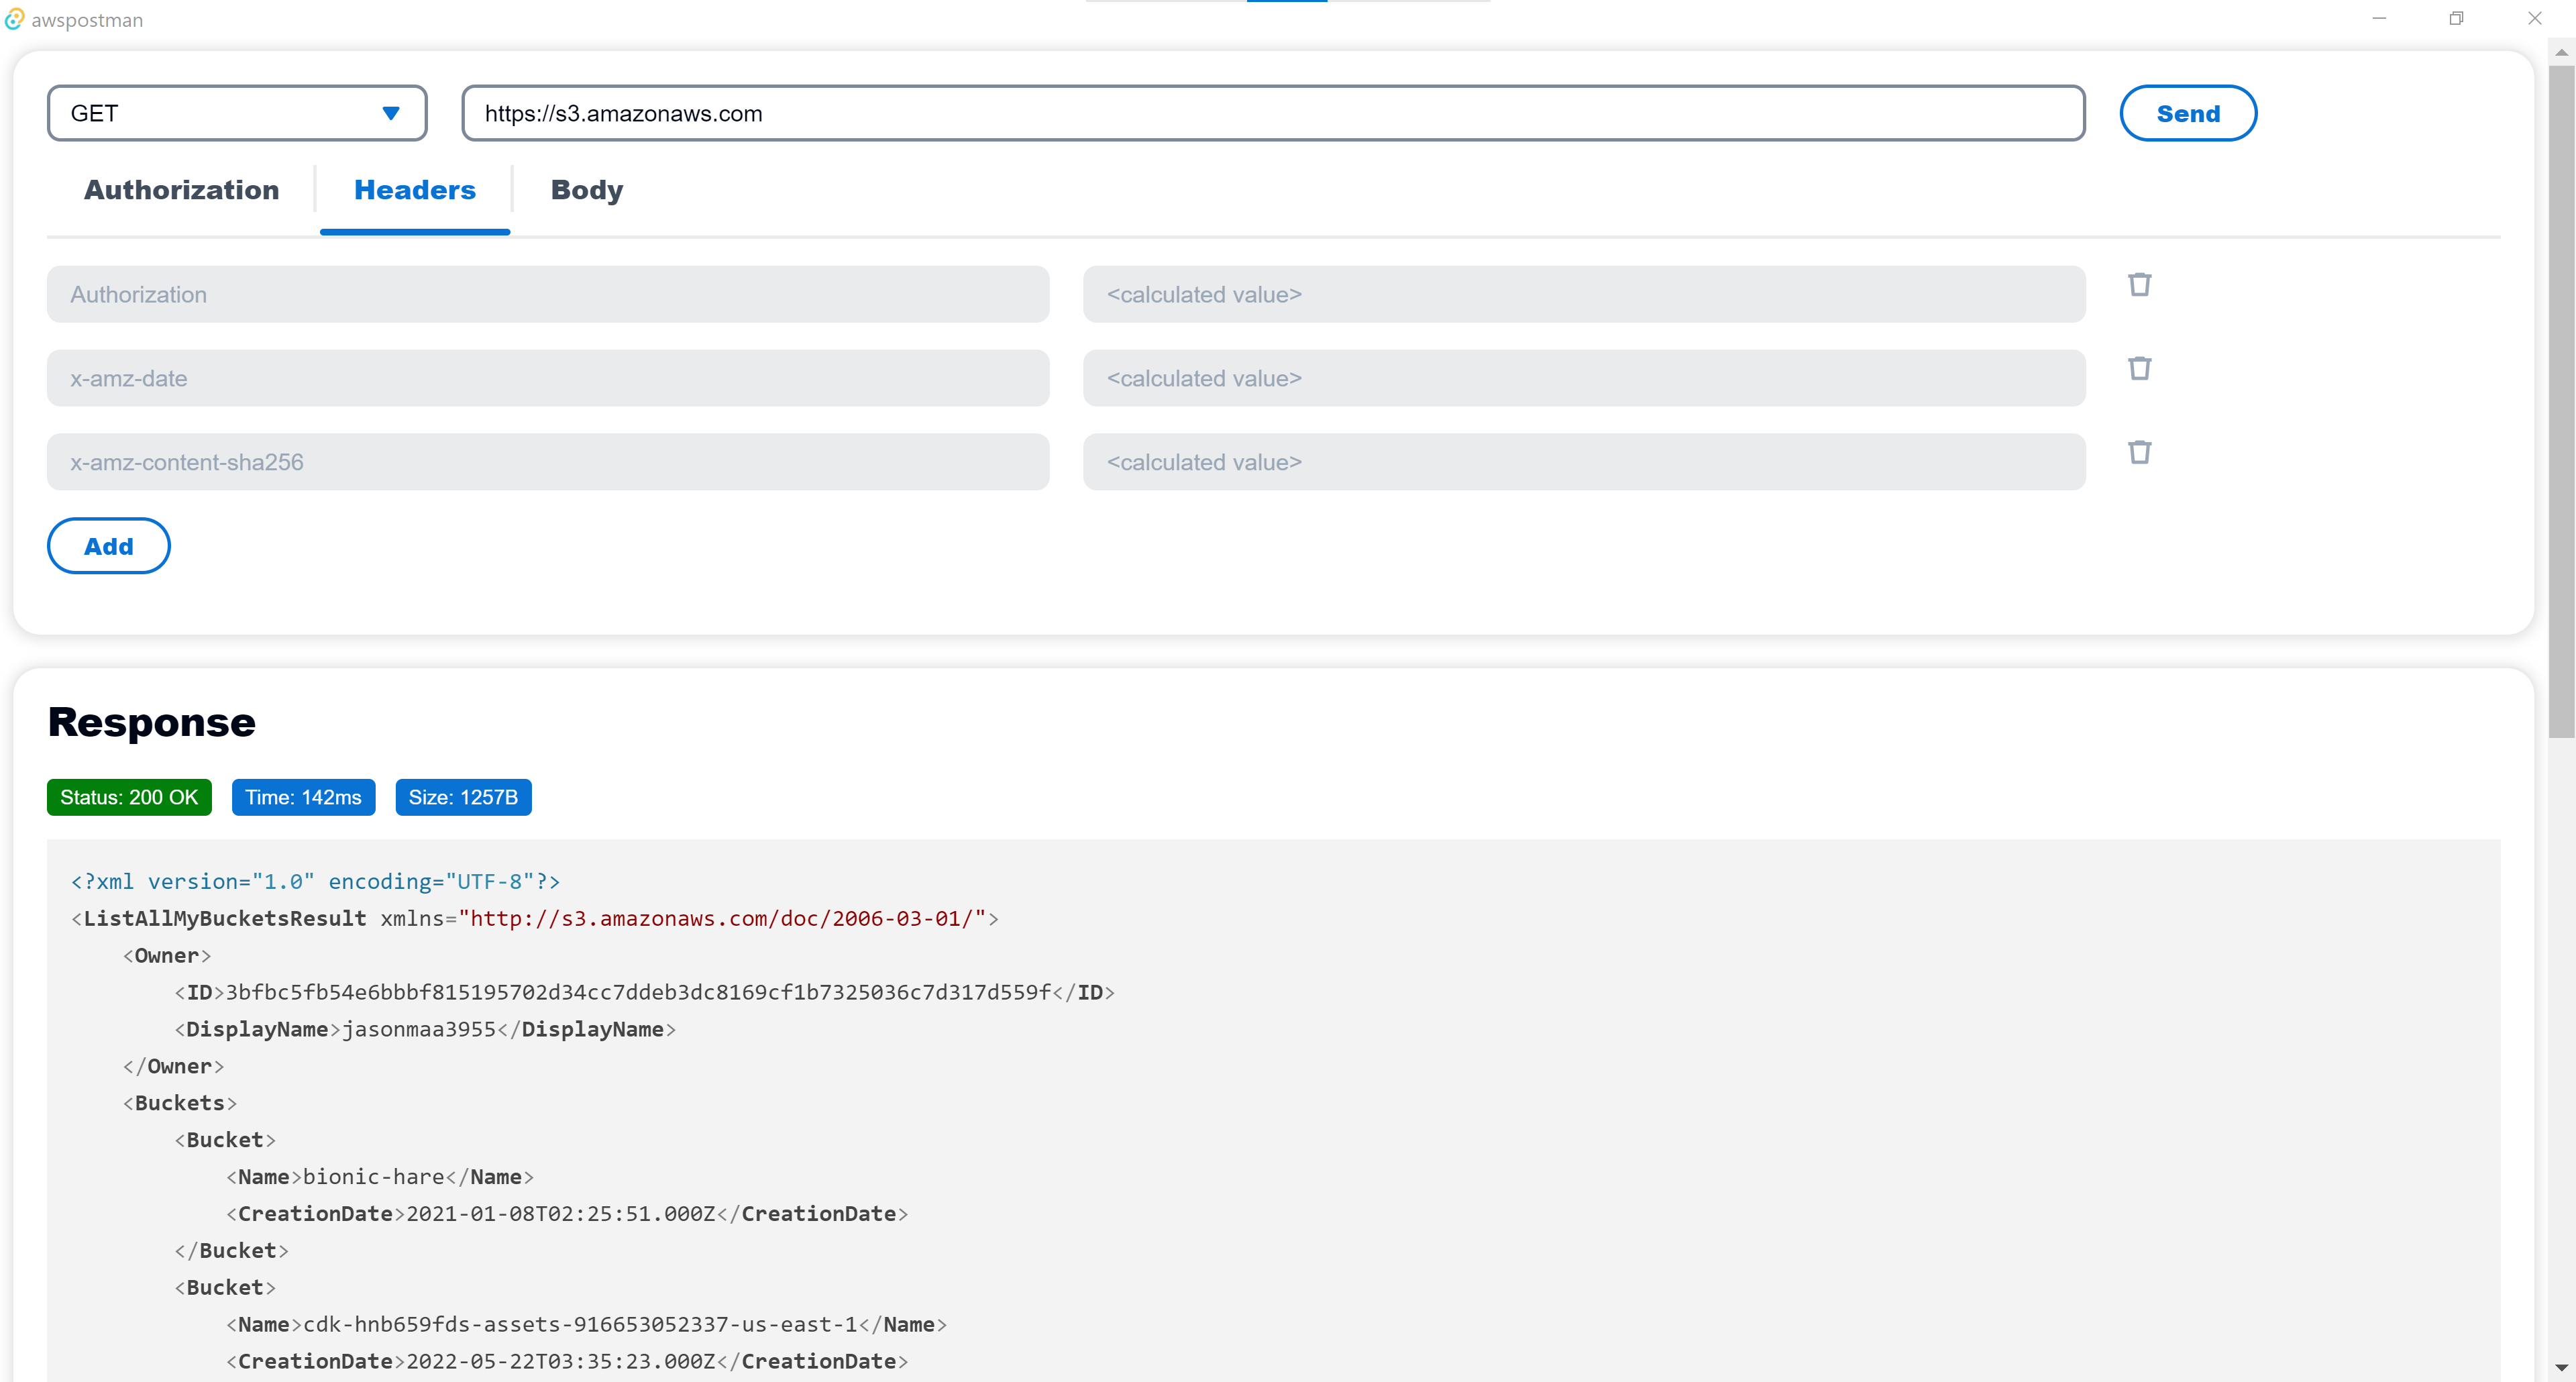 awspostman
GET
https://s3.amazonaws.com
Send
Authorization
Headers
Body
Authorization
<calculated value>
x-amz-date
<calculated value>
x-amz-content-sha256
<calculated value>
Add
Response
Status: 200 OK
Time: 142ms
Size: 1257B
<?xml version="1.0" encoding="UTF-8"?>
<ListAllMyBucketsResult xmlns="http://s3.amazonaws.com/doc/2006-03-01/">
    <Owner>
        <ID>3bfbc5fb54e6bbbf815195702d34cc7ddeb3dc8169cf1b7325036c7d317d559f</ID>
        <DisplayName>jasonmaa3955</DisplayName>
    </Owner>
    <Buckets>
        <Bucket>
            <Name>bionic-hare</Name>
            <CreationDate>2021-01-08T02:25:51.000Z</CreationDate>
        </Bucket>
        <Bucket>
            <Name>cdk-hnb659fds-assets-916653052337-us-east-1</Name>
            <CreationDate>2022-05-22T03:35:23.000Z</CreationDate>